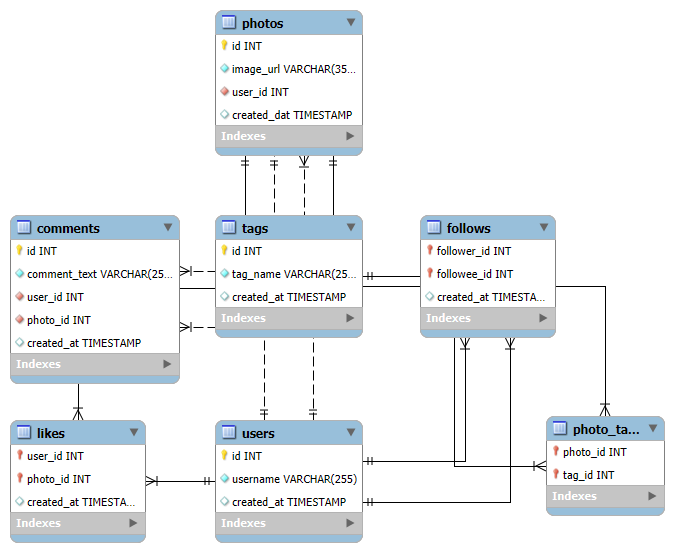 photos
id INT
image_url VARCHAR(35...
user_id INT
created_dat TIMESTAMP
Indexes
comments
id INT
comment_text VARCHAR(25...
user_id INT
photo_id INT
created_at TIMESTAMP
Indexes
tags
id INT
tag_name VARCHAR(25...
created_at TIMESTAMP
Indexes
follows
follower_id INT
followee_id INT
created_at TIMESTA...
Indexes
likes
user_id INT
photo_id INT
created_at TIMESTA...
Indexes
users
id INT
username VARCHAR(255)
created_at TIMESTAMP
Indexes
photo_ta...
photo_id INT
tag_id INT
Indexes